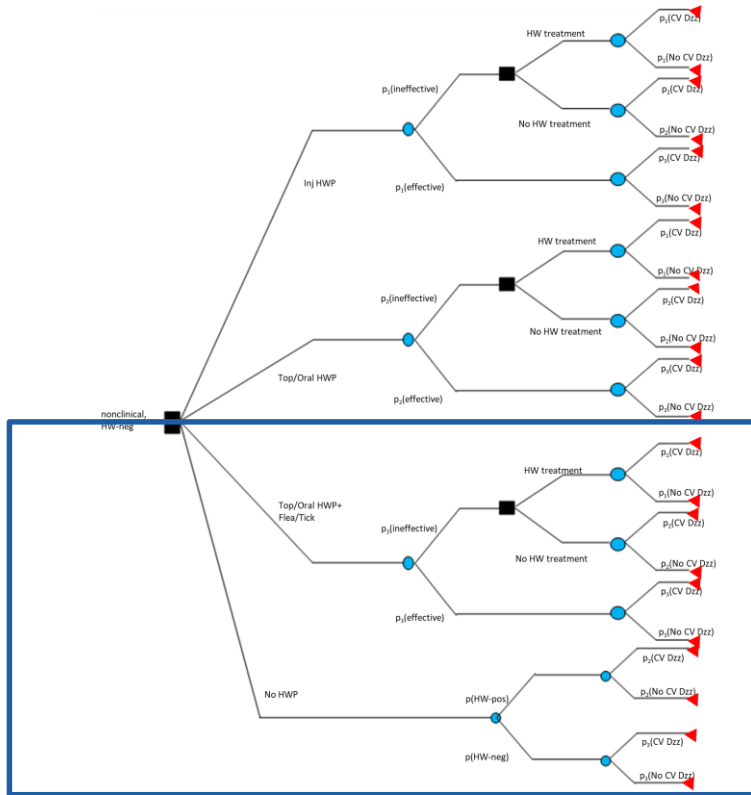 p₁(CV Dzz)
HW treatment
p₁(No CV Dzz)
p₂(CV Dzz)
p₁(ineffective)
No HW treatment
p₂(No CV Dzz)
p₃(CV Dzz)
Inj HWP
p₁(effective)
p₃(No CV Dzz)
p₁(CV Dzz)
HW treatment
p₁(No CV Dzz)
p₂(ineffective)
p₂(CV Dzz)
No HW treatment
p₂(No CV Dzz)
p₃(CV Dzz)
Top/Oral HWP
p₂(effective)
p₃(No CV Dzz)
nonclinical,
HW-neg
p₁(CV Dzz)
HW treatment
p₁(No CV Dzz)
Top/Oral HWP+
Flea/Tick
p₃(ineffective)
p₂(CV Dzz)
No HW treatment
p₂(No CV Dzz)
p₃(CV Dzz)
p₃(effective)
p₃(No CV Dzz)
p₂(CV Dzz)
No HWP
p(HW-pos)
p₂(No CV Dzz)
p₃(CV Dzz)
p(HW-neg)
p₃(No CV Dzz)